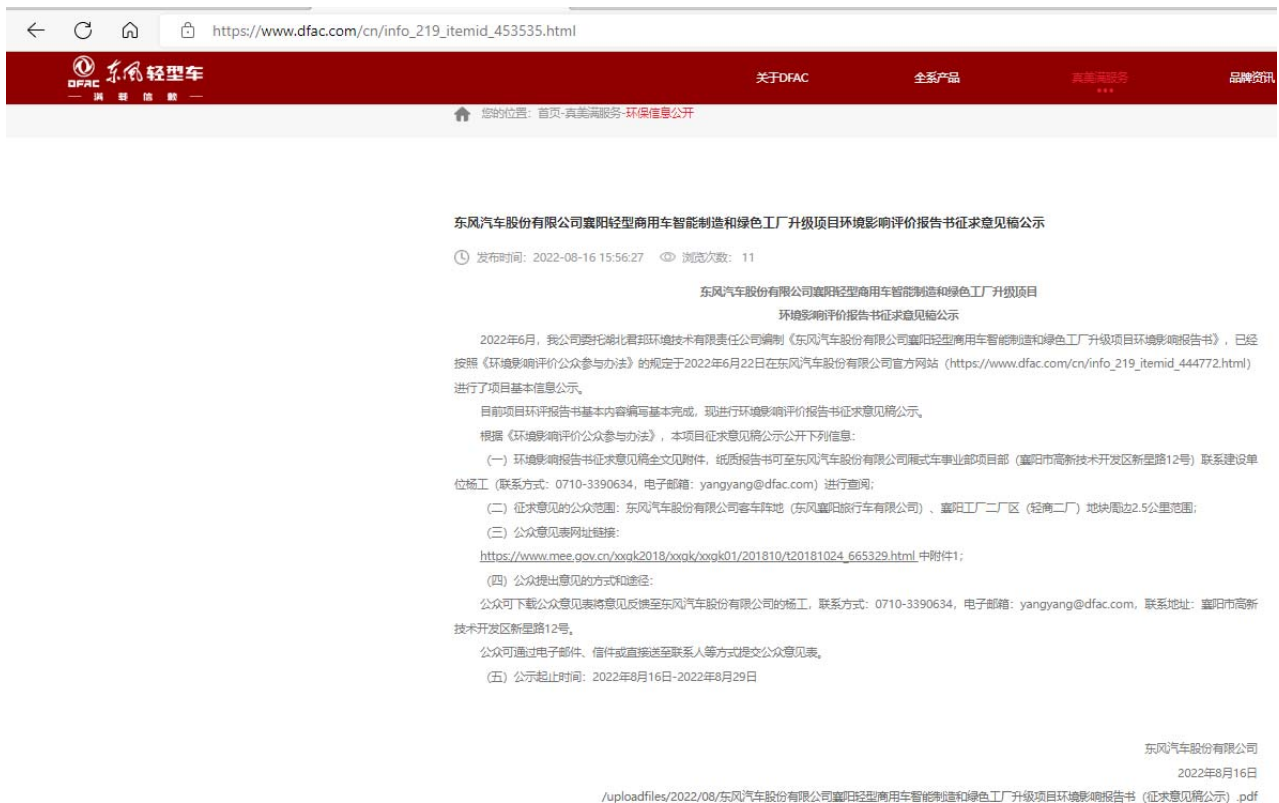 https://www.dfac.com/cn/info_219_itemid_453535.html
DFAC 东风轻型车
满载信赖
关于DFAC 全系产品 真美满服务 品牌资讯
您的位置：首页-真美满服务-环保信息公开
东风汽车股份有限公司襄阳轻型商用车智能制造和绿色工厂升级项目环境影响评价报告书征求意见稿公示
发布时间：2022-08-16 15:56:27 浏览次数：11
东风汽车股份有限公司襄阳轻型商用车智能制造和绿色工厂升级项目
环境影响评价报告书征求意见稿公示
2022年6月，我公司委托湖北君邦环境技术有限责任公司编制《东风汽车股份有限公司襄阳轻型商用车智能制造和绿色工厂升级项目环境影响报告书》，已经
按照《环境影响评价公众参与办法》的规定于2022年6月22日在东风汽车股份有限公司官方网站（https://www.dfac.com/cn/info_219_itemid_444772.html）
进行了项目基本信息公示。
目前项目环评报告书基本内容编写基本完成，现进行环境影响评价报告书征求意见稿公示。
根据《环境影响评价公众参与办法》，本项目征求意见稿公示公开下列信息：
（一）环境影响报告书征求意见稿全文见附件，纸质报告书可至东风汽车股份有限公司厢式车事业部项目部（襄阳市高新技术开发区新星路12号）联系建设单
位杨工（联系方式：0710-3390634，电子邮箱：yangyang@dfac.com）进行查阅；
（二）征求意见的公众范围：东风汽车股份有限公司客车阵地（东风襄阳旅行车有限公司）、襄阳工厂二厂区（轻商二厂）地块周边2.5公里范围；
（三）公众意见表网址链接：
https://www.mee.gov.cn/xxgk2018/xxgk/xxgk01/201810/t20181024_665329.html 中附件1；
（四）公众提出意见的方式和途径：
公众可下载公众意见表将意见反馈至东风汽车股份有限公司的杨工，联系方式：0710-3390634，电子邮箱：yangyang@dfac.com，联系地址：襄阳市高新
技术开发区新星路12号。
公众可通过电子邮件、信件或直接送至联系人等方式提交公众意见表。
（五）公示起止时间：2022年8月16日-2022年8月29日
东风汽车股份有限公司
2022年8月16日
/uploadfiles/2022/08/东风汽车股份有限公司襄阳轻型商用车智能制造和绿色工厂升级项目环境影响报告书（征求意见稿公示）.pdf